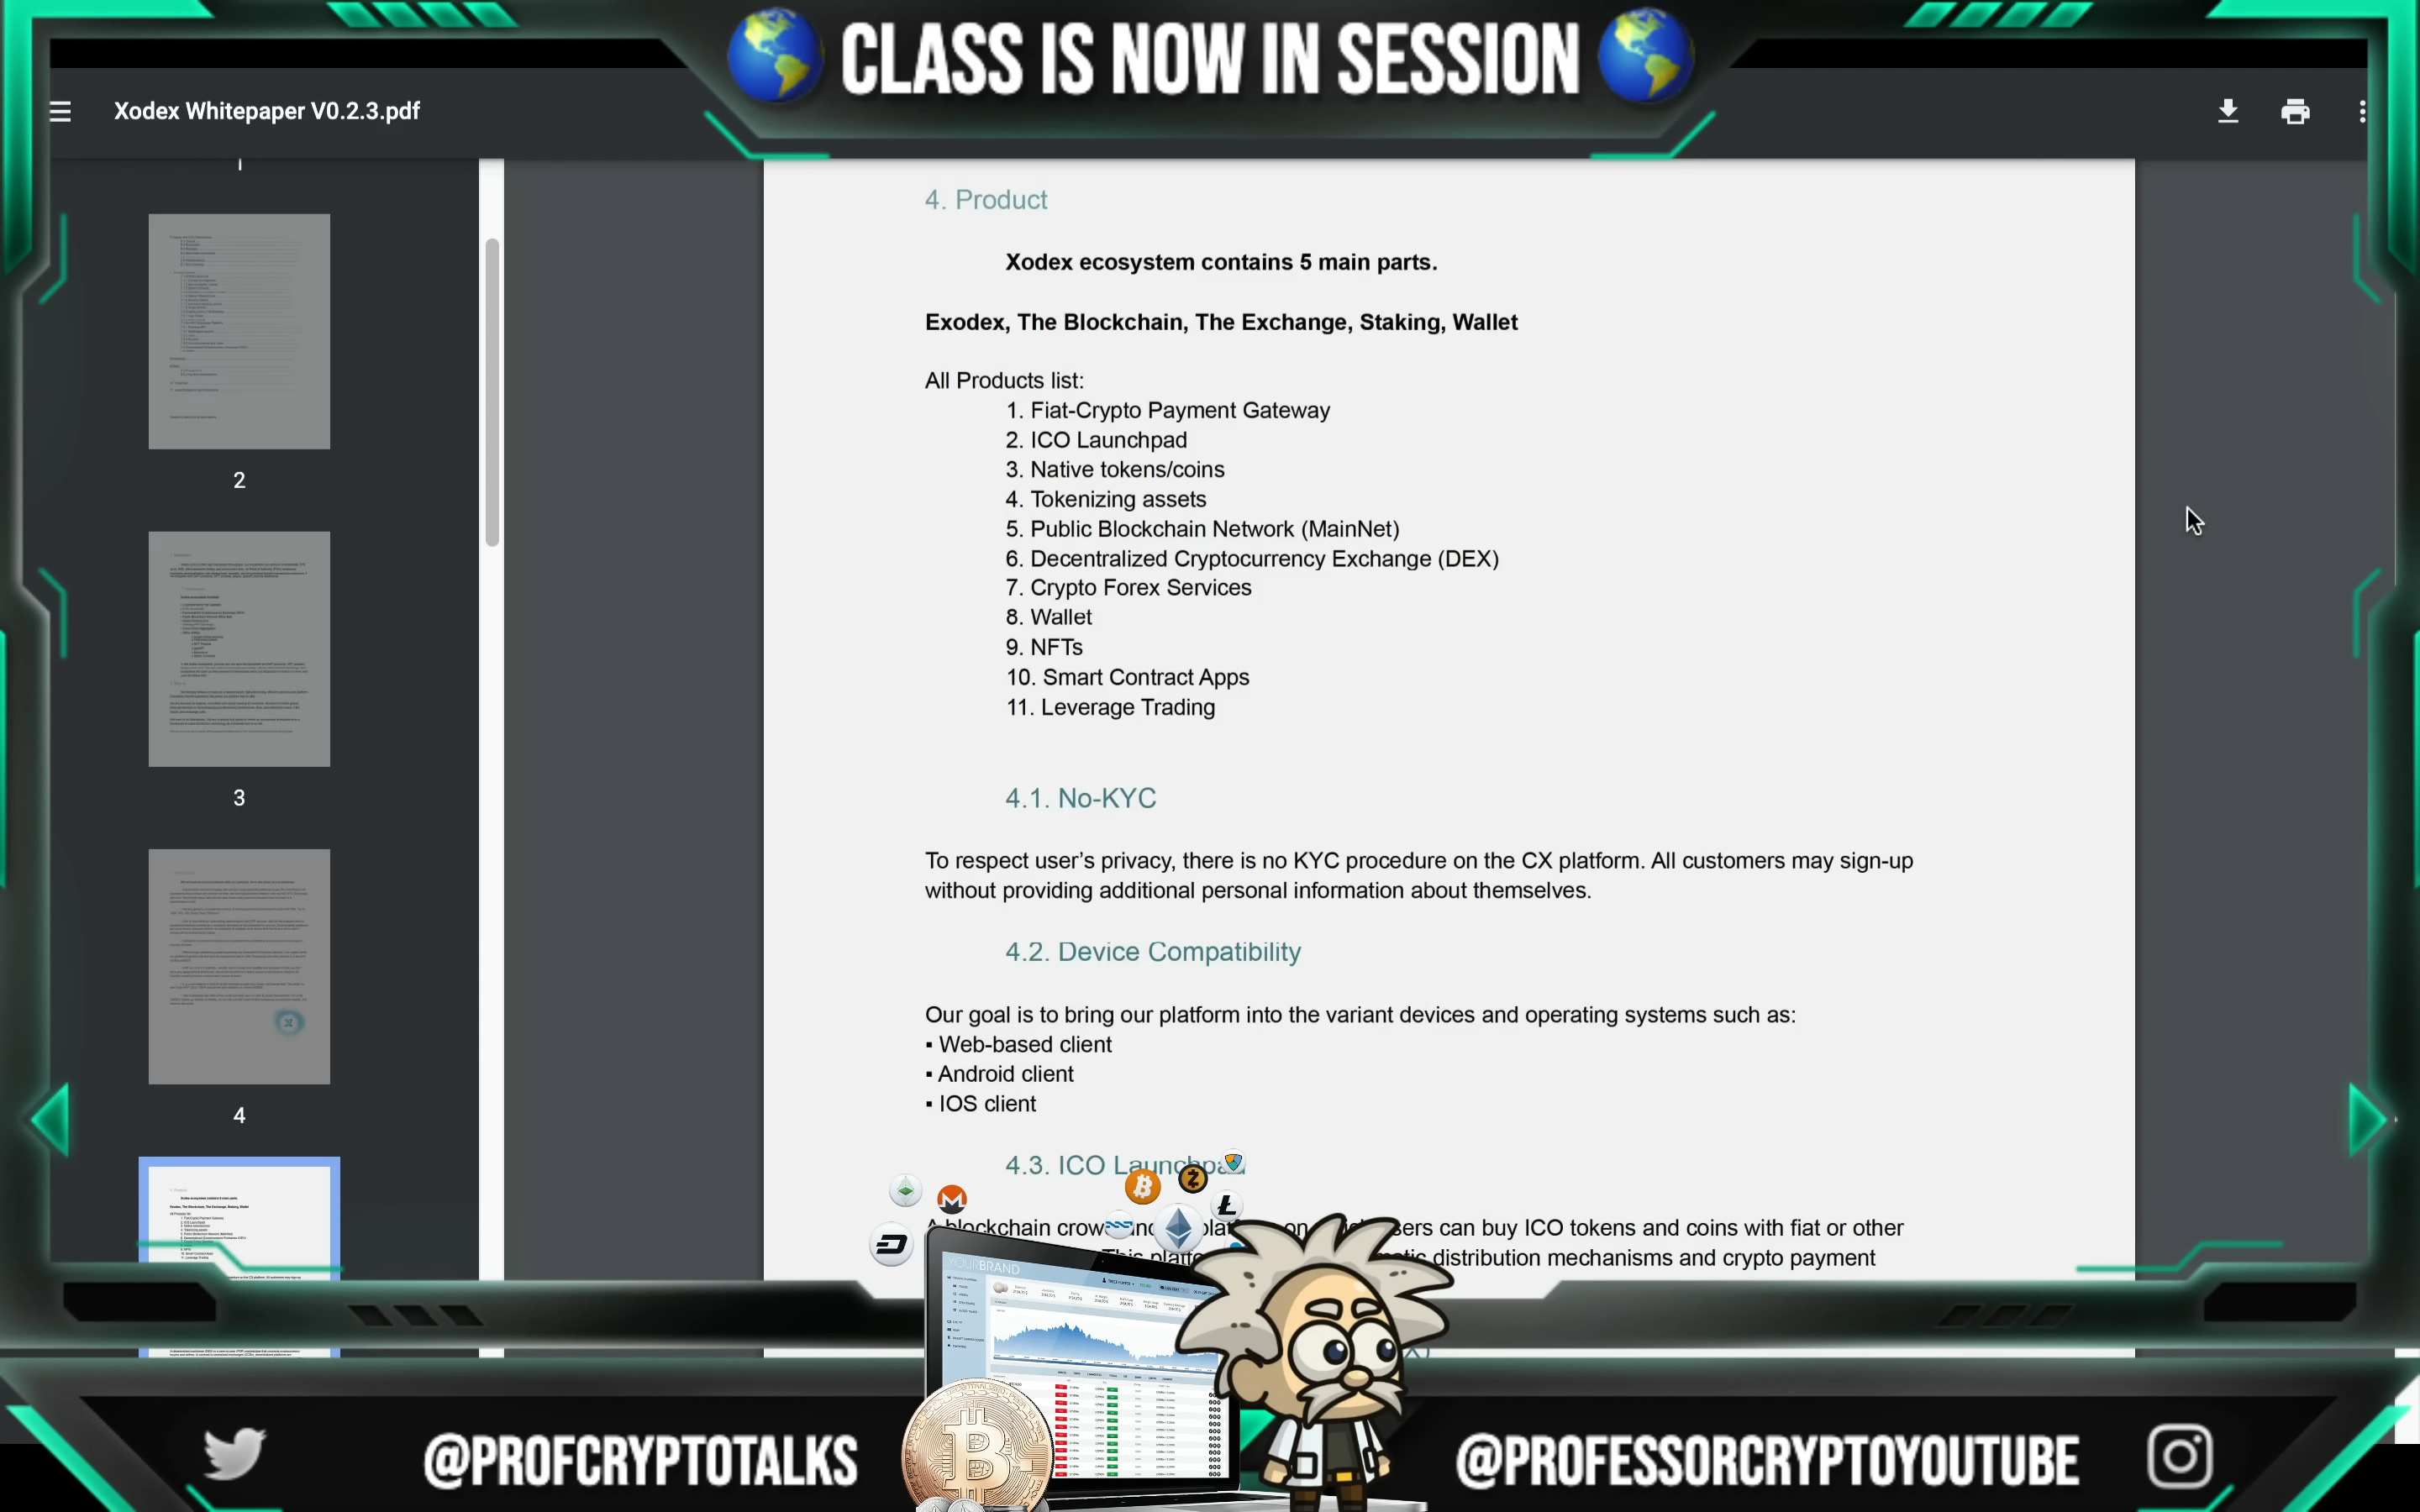 CLASS IS NOW IN SESSION
Xodex Whitepaper V0.2.3.pdf
1
2
3
4
4. Product
Xodex ecosystem contains 5 main parts.
Exodex, The Blockchain, The Exchange, Staking, Wallet
All Products list:
1. Fiat-Crypto Payment Gateway
2. ICO Launchpad
3. Native tokens/coins
4. Tokenizing assets
5. Public Blockchain Network (MainNet)
6. Decentralized Cryptocurrency Exchange (DEX)
7. Crypto Forex Services
8. Wallet
9. NFTs
10. Smart Contract Apps
11. Leverage Trading
4.1. No-KYC
To respect user’s privacy, there is no KYC procedure on the CX platform. All customers may sign-up
without providing additional personal information about themselves.
4.2. Device Compatibility
Our goal is to bring our platform into the variant devices and operating systems such as:
▪ Web-based client
▪ Android client
▪ IOS client
4.3. ICO Launchpad
A blockchain can buy ICO tokens and coins with fiat or other
This distribution mechanisms and crypto payment
YOURBRAND
@PROFCRYPTOTALKS
@PROFESSORCRYPTOYOUTUBE